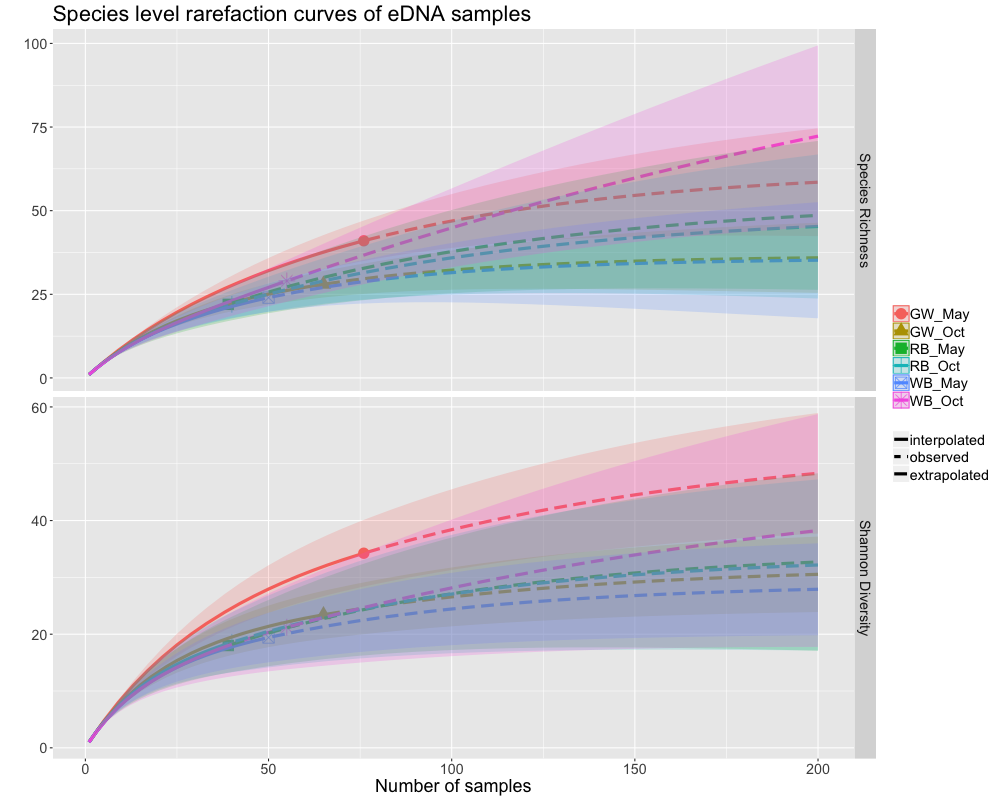 Species level rarefaction curves of eDNA samples
100
75
50
25
0
Species Richness
60
40
20
0
Shannon Diversity
0 50 100 150 200
Number of samples
GW_May
GW_Oct
RB_May
RB_Oct
WB_May
WB_Oct
interpolated
observed
extrapolated